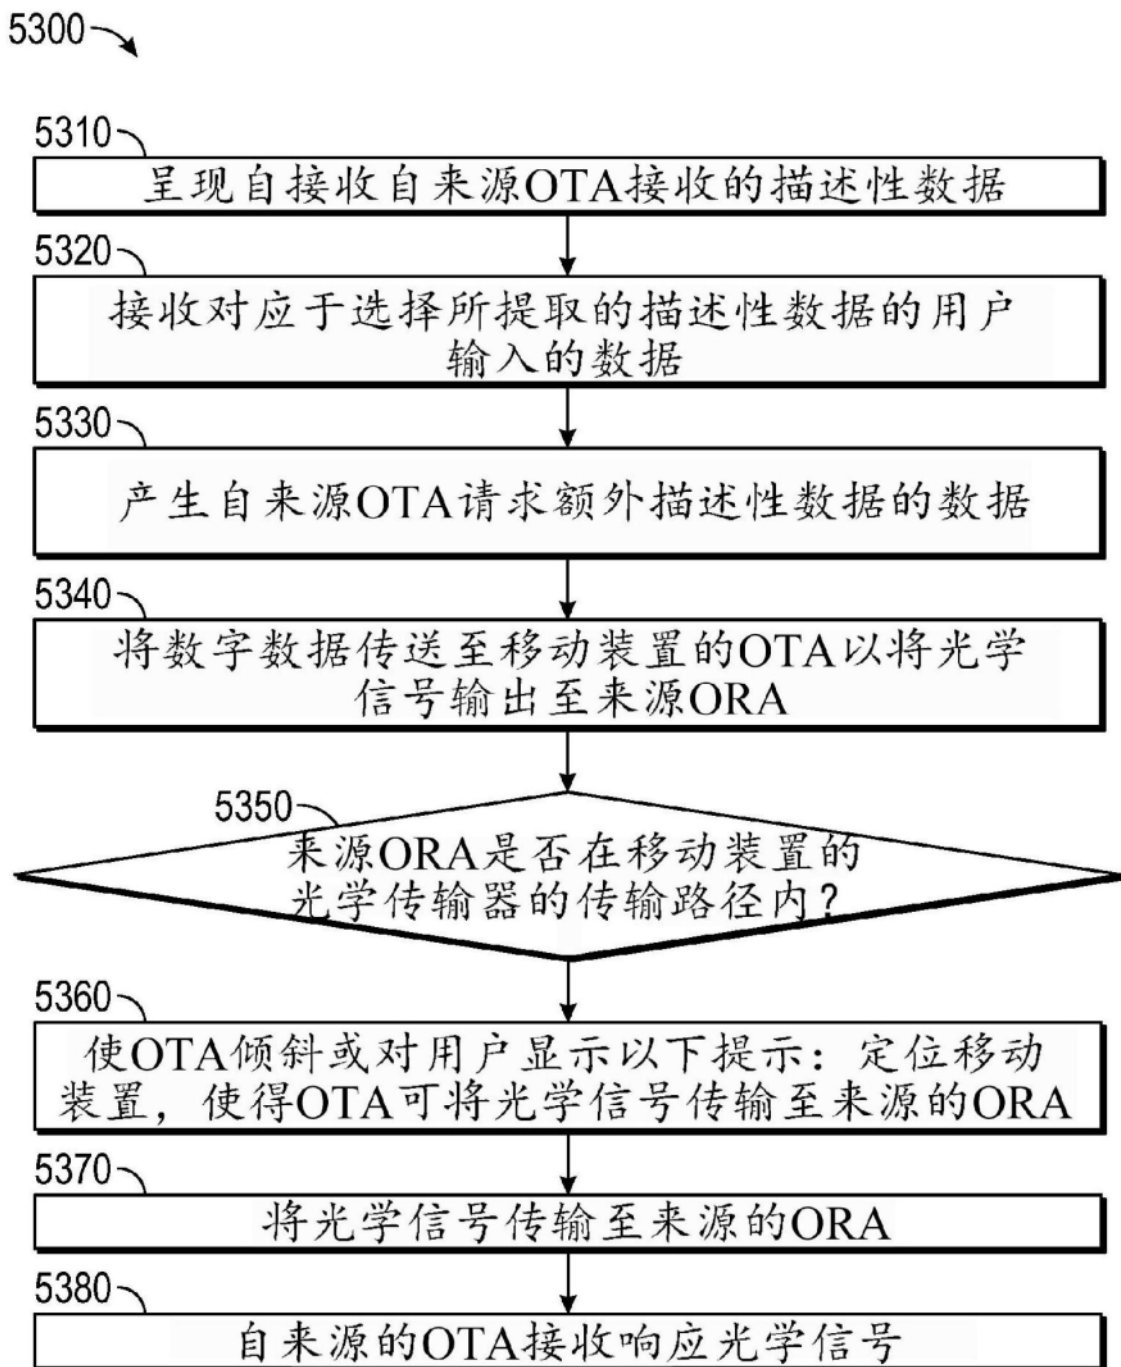 5300
5310
呈现自接收自来源OTA接收的描述性数据
5320
接收对应于选择所提取的描述性数据的用户
输入的数据
5330
产生自来源OTA请求额外描述性数据的数据
5340
将数字数据传送至移动装置的OTA以将光学
信号输出至来源ORA
5350
来源ORA是否在移动装置的
光学传输器的传输路径内?
5360
使OTA倾斜或对用户显示以下提示：定位移动
装置，使得OTA可将光学信号传输至来源的ORA
5370
将光学信号传输至来源的ORA
5380
自来源的OTA接收响应光学信号